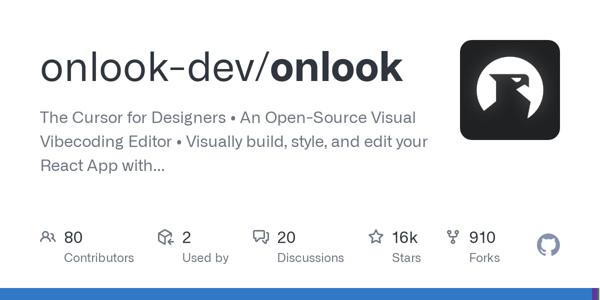 onlook-dev/onlook
The Cursor for Designers • An Open-Source Visual
Vibecoding Editor • Visually build, style, and edit your
React App with...
80
Contributors
2
Used by
20
Discussions
16k
Stars
910
Forks